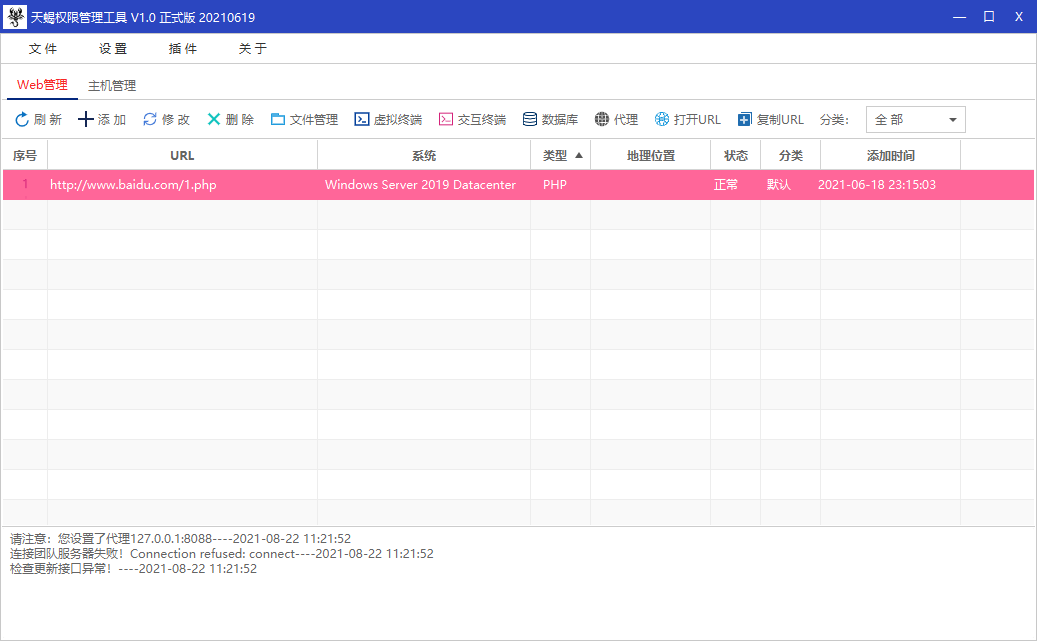 天蝎权限管理工具 V1.0 正式版 20210619
文 件 设 置 插 件 关 于
Web管理 主机管理
刷 新 添 加 修 改 删 除 文件管理 虚拟终端 交互终端 数据库 代理 打开URL 复制URL 分类: 全 部
序号 URL 系统 类型 地理位置 状态 分类 添加时间
1 http://www.baidu.com/1.php Windows Server 2019 Datacenter PHP 正常 默认 2021-06-18 23:15:03
请注意：您设置了代理127.0.0.1:8088----2021-08-22 11:21:52
连接团队服务器失败！Connection refused: connect----2021-08-22 11:21:52
检查更新接口异常！----2021-08-22 11:21:52